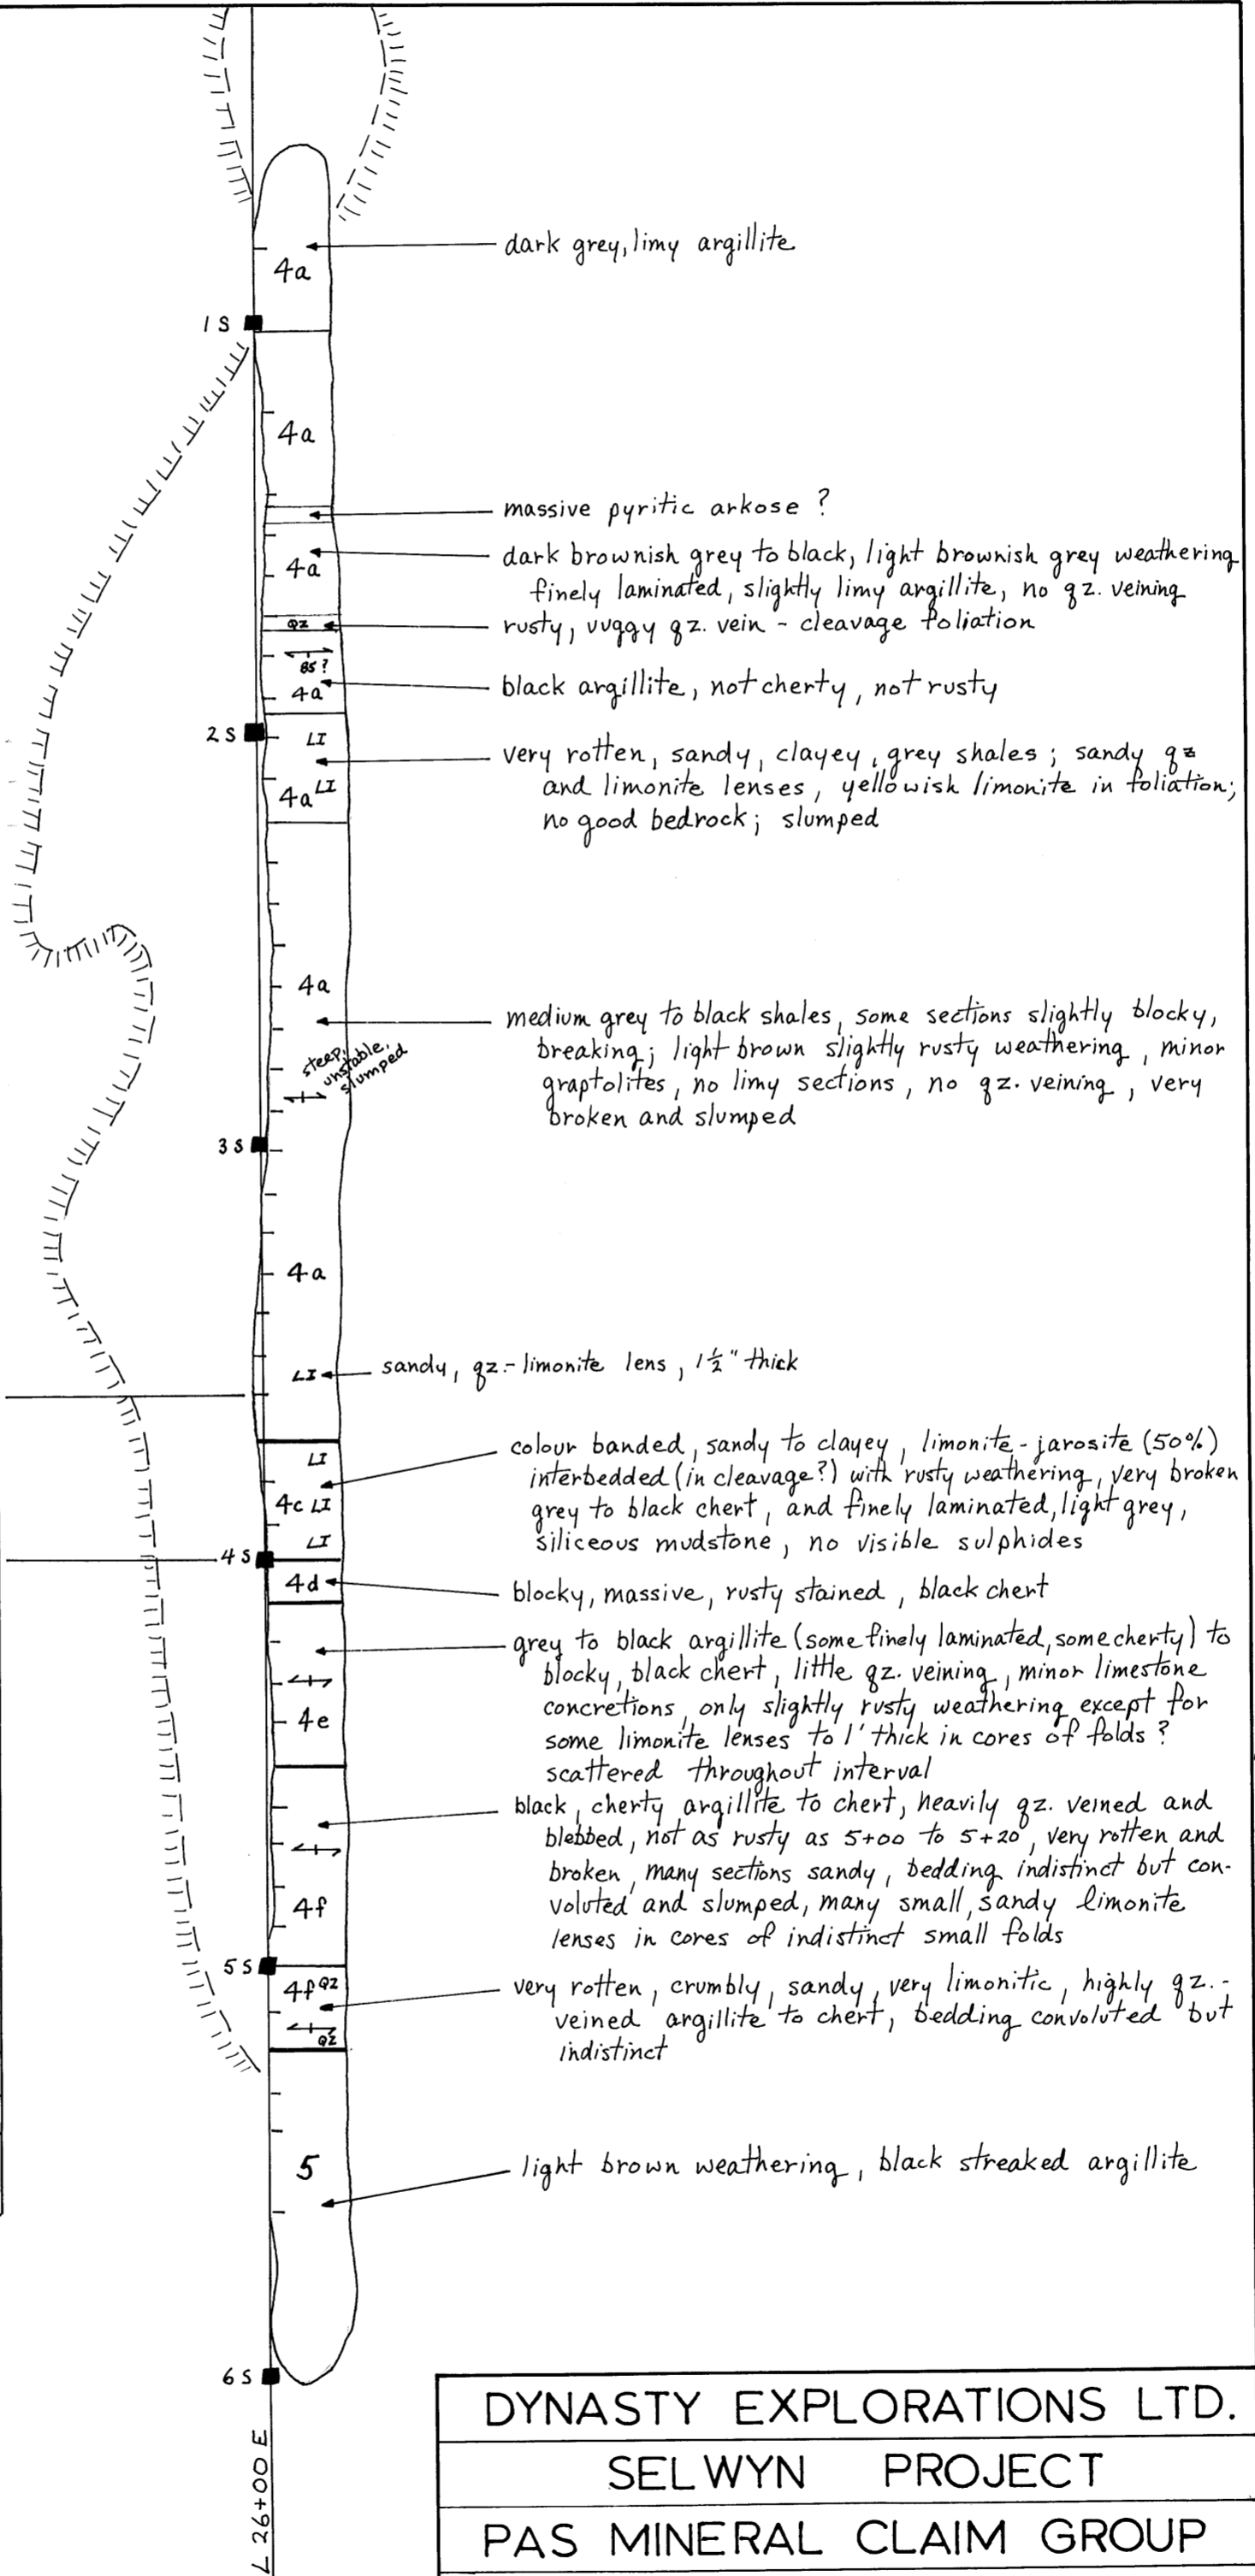 dark grey, limy argillite
4a
1 S
4a
massive pyritic arkose ?
dark brownish grey to black, light brownish grey weathering
4a
finely laminated, slightly limy argillite, no qz. veining
QZ
rusty, vuggy qz. vein - cleavage foliation
85 ?
4a
black argillite, not cherty, not rusty
2 S
LI
very rotten, sandy, clayey, grey shales ; sandy qz
4a LI
and limonite lenses, yellowish limonite in foliation;
no good bedrock ; slumped
4a
medium grey to black shales, some sections slightly blocky,
breaking ; light brown slightly rusty weathering, minor
graptolites, no limy sections, no qz. veining, very
broken and slumped
steep,
unstable,
slumped
3 S
4a
LI
sandy, qz.-limonite lens, 1½" thick
LI
colour banded, sandy to clayey, limonite - jarosite (50%)
interbedded (in cleavage?) with rusty weathering, very broken
4c LI
grey to black chert, and finely laminated, light grey,
LI
siliceous mudstone, no visible sulphides
4 S
4d
blocky, massive, rusty stained, black chert
grey to black argillite (some finely laminated, some cherty) to
blocky, black chert, little qz. veining, minor limestone
concretions, only slightly rusty weathering except for
4e
some limonite lenses to 1' thick in cores of folds ?
scattered throughout interval
black, cherty argillite to chert, heavily qz. veined and
blebbed, not as rusty as 5+00 to 5+20, very rotten and
broken, many sections sandy, bedding indistinct but con-
4f
voluted and slumped, many small, sandy limonite
lenses in cores of indistinct small folds
5 S
4f QZ
very rotten, crumbly, sandy, very limonitic, highly qz. -
veined argillite to chert, bedding convoluted but
QZ
indistinct
5
light brown weathering, black streaked argillite
6 S
L 26+00 E
DYNASTY EXPLORATIONS LTD.
SELWYN PROJECT
PAS MINERAL CLAIM GROUP